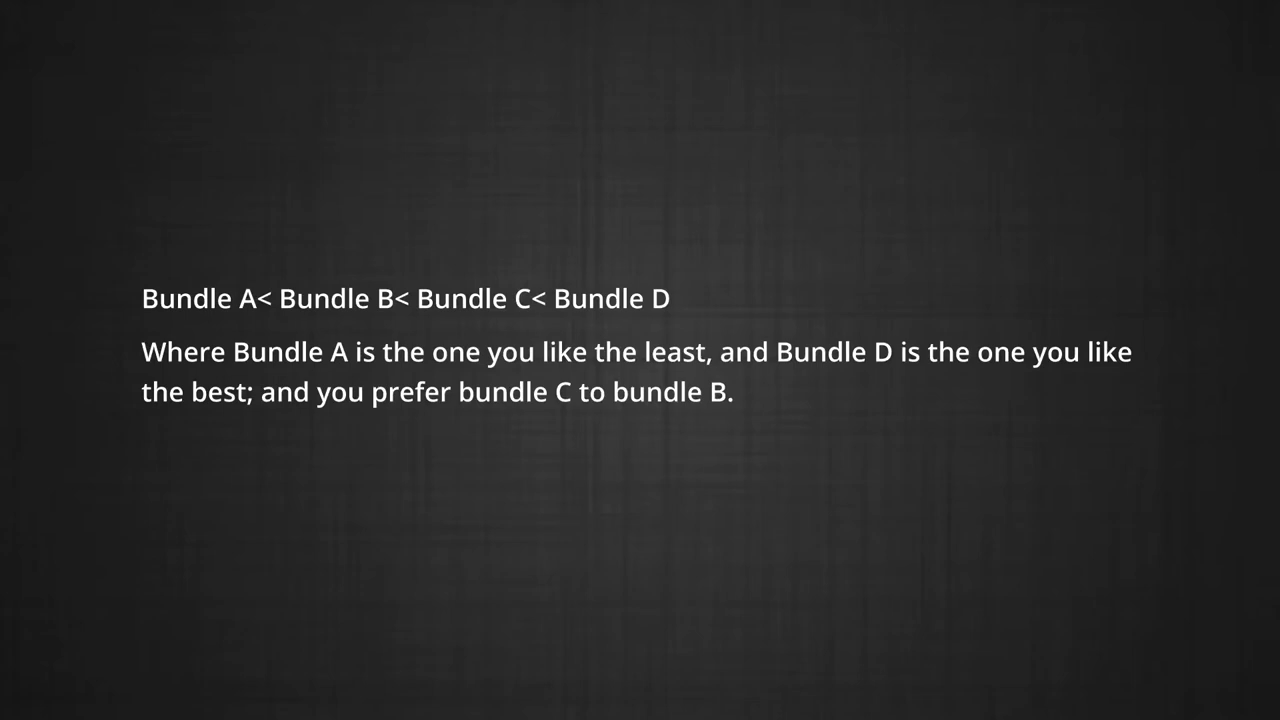 Bundle A< Bundle B< Bundle C< Bundle D
Where Bundle A is the one you like the least, and Bundle D is the one you like
the best; and you prefer bundle C to bundle B.